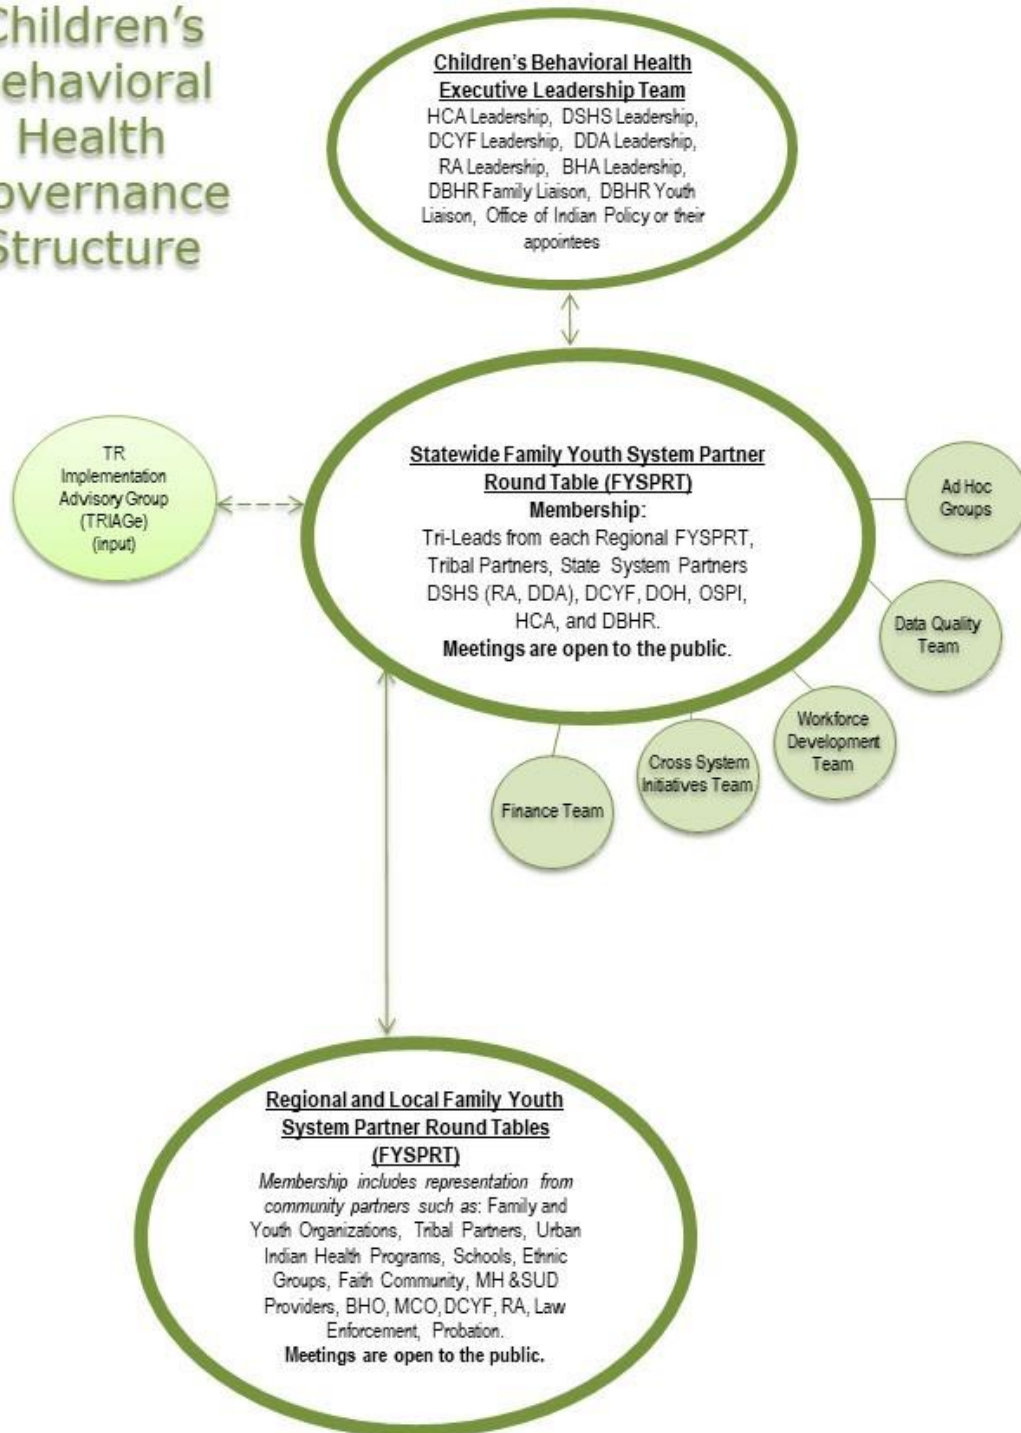 Children's
Behavioral
Health
Governance
Structure
Children's Behavioral Health
Executive Leadership Team
HCA Leadership, DSHS Leadership,
DCYF Leadership, DDA Leadership,
RA Leadership, BHA Leadership,
DBHR Family Liaison, DBHR Youth
Liaison, Office of Indian Policy or their
appointees
TR
Implementation
Advisory Group
(TRIAGe)
(input)
Statewide Family Youth System Partner
Round Table (FYSPRT)
Membership:
Tri-Leads from each Regional FYSPRT,
Tribal Partners, State System Partners
DSHS (RA, DDA), DCYF, DOH, OSPI,
HCA, and DBHR.
Meetings are open to the public.
Ad Hoc
Groups
Data Quality
Team
Workforce
Development
Team
Cross System
Initiatives Team
Finance Team
Regional and Local Family Youth
System Partner Round Tables
(FYSPRT)
Membership includes representation from
community partners such as: Family and
Youth Organizations, Tribal Partners, Urban
Indian Health Programs, Schools, Ethnic
Groups, Faith Community, MH &SUD
Providers, BHO, MCO, DCYF, RA, Law
Enforcement, Probation.
Meetings are open to the public.